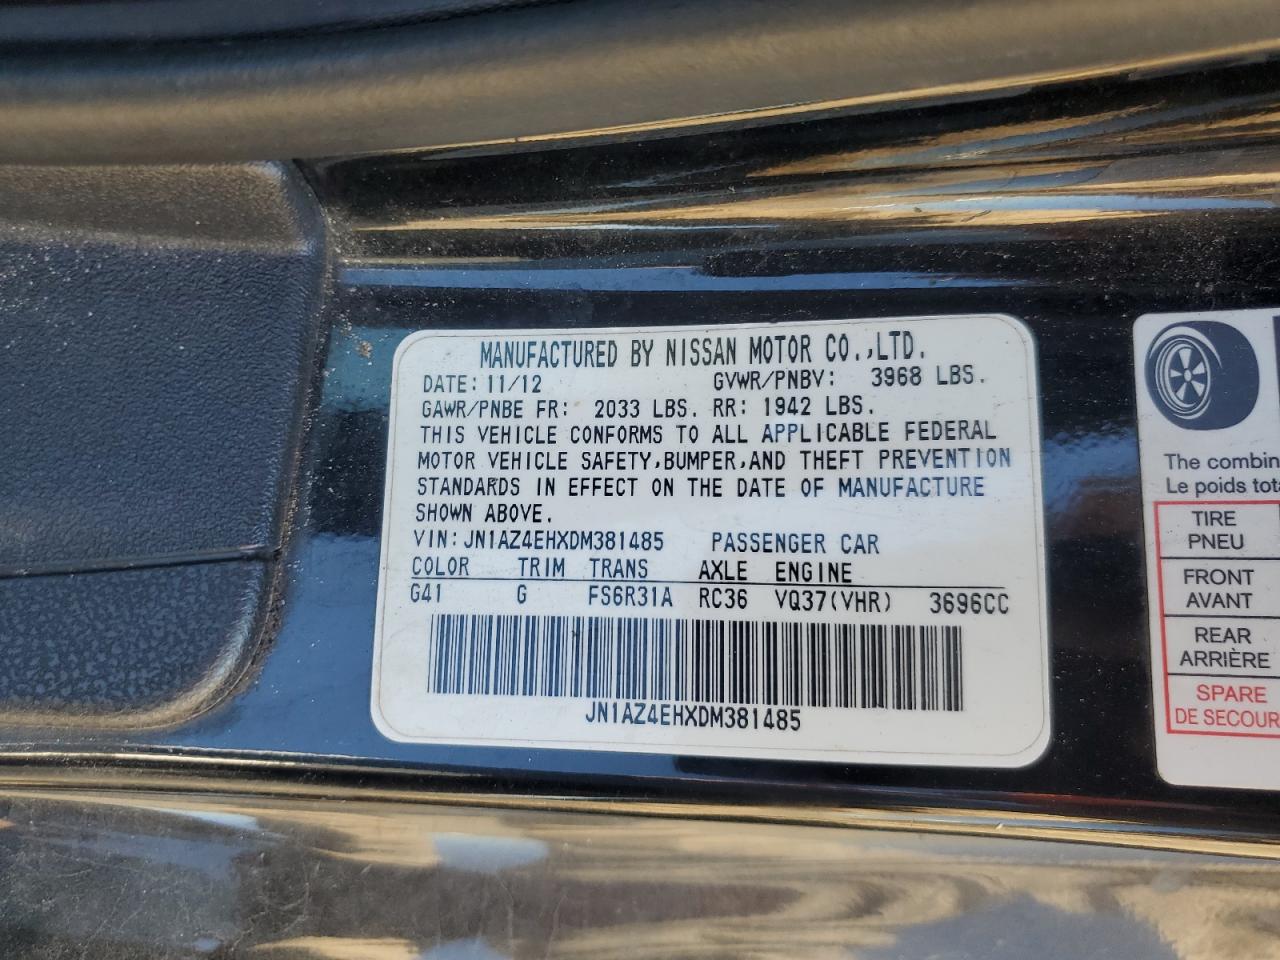 MANUFACTURED BY NISSAN MOTOR CO.,LTD.
DATE: 11/12 GVWR/PNBV: 3968 LBS.
GAWR/PNBE FR: 2033 LBS. RR: 1942 LBS.
THIS VEHICLE CONFORMS TO ALL APPLICABLE FEDERAL
MOTOR VEHICLE SAFETY,BUMPER,AND THEFT PREVENTION
STANDARDS IN EFFECT ON THE DATE OF MANUFACTURE
SHOWN ABOVE.
VIN: JN1AZ4EHXDM381485 PASSENGER CAR
COLOR TRIM TRANS AXLE ENGINE
G41 G FS6R31A RC36 VQ37(VHR) 3696CC
JN1AZ4EHXDM381485
The combin
Le poids tota
TIRE
PNEU
FRONT
AVANT
REAR
ARRIÈRE
SPARE
DE SECOUR